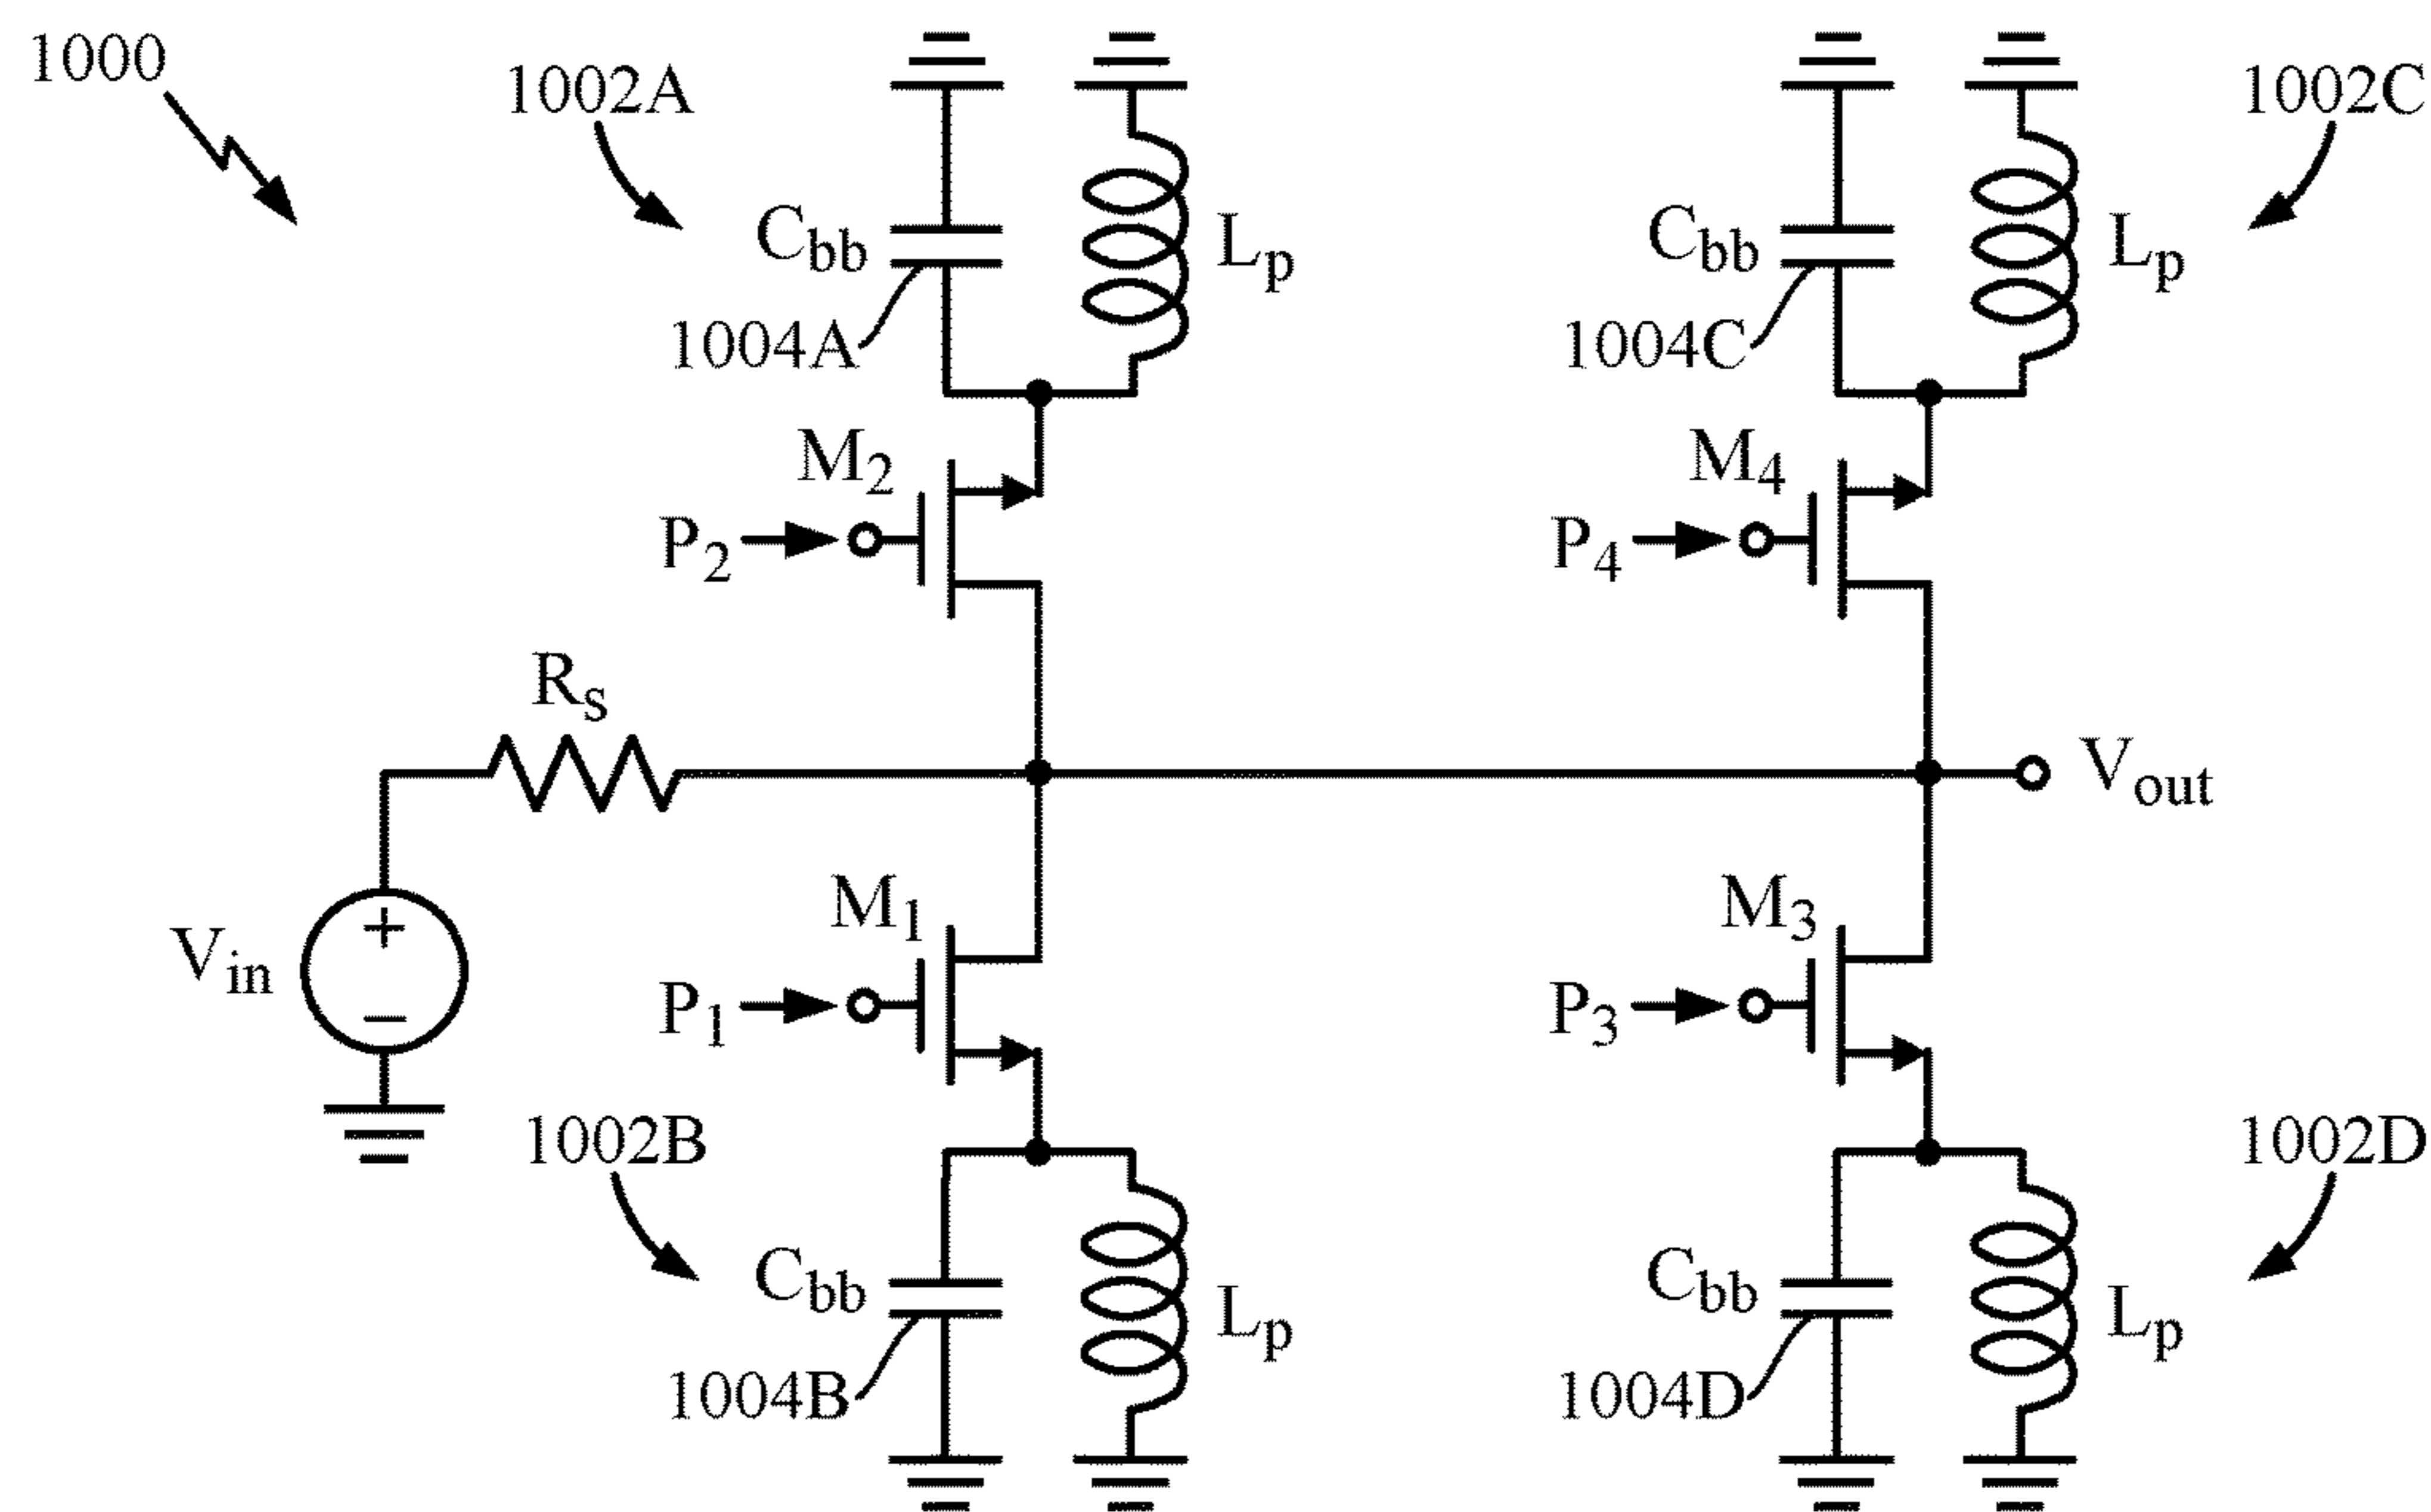 1000
1002A
1002C
Cbb
Lp
Cbb
Lp
1004A
1004C
M2
M4
P2
P4
Rs
Vout
M1
M3
Vin
+
−
P1
P3
1002B
1002D
Cbb
Lp
Cbb
Lp
1004B
1004D